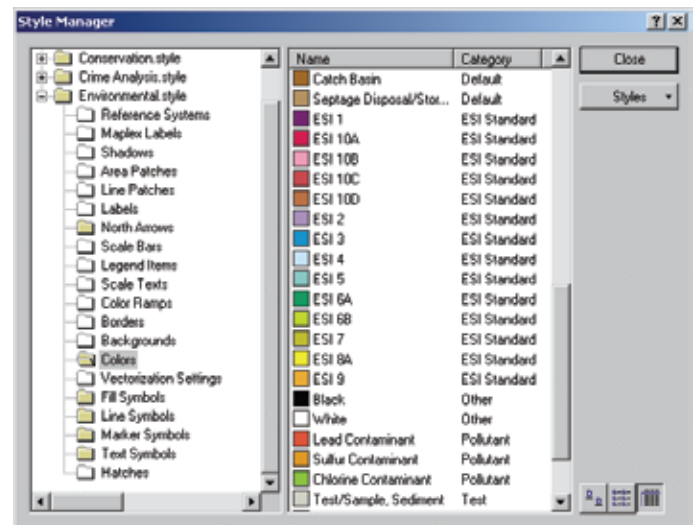 Style Manager
Conservation.style
Crime Analysis.style
Environmental.style
Reference Systems
Maplex Labels
Shadows
Area Patches
Line Patches
Labels
North Arrows
Scale Bars
Legend Items
Scale Texts
Color Ramps
Borders
Backgrounds
Colors
Vectorization Settings
Fill Symbols
Line Symbols
Marker Symbols
Text Symbols
Hatches
Name Category
Catch Basin Default
Septage Disposal/Stor... Default
ESI 1 ESI Standard
ESI 10A ESI Standard
ESI 10B ESI Standard
ESI 10C ESI Standard
ESI 10D ESI Standard
ESI 2 ESI Standard
ESI 3 ESI Standard
ESI 4 ESI Standard
ESI 5 ESI Standard
ESI 6A ESI Standard
ESI 6B ESI Standard
ESI 7 ESI Standard
ESI 8A ESI Standard
ESI 9 ESI Standard
Black Other
White Other
Lead Contaminant Pollutant
Sulfur Contaminant Pollutant
Chlorine Contaminant Pollutant
Test/Sample, Sediment Test
Close
Styles